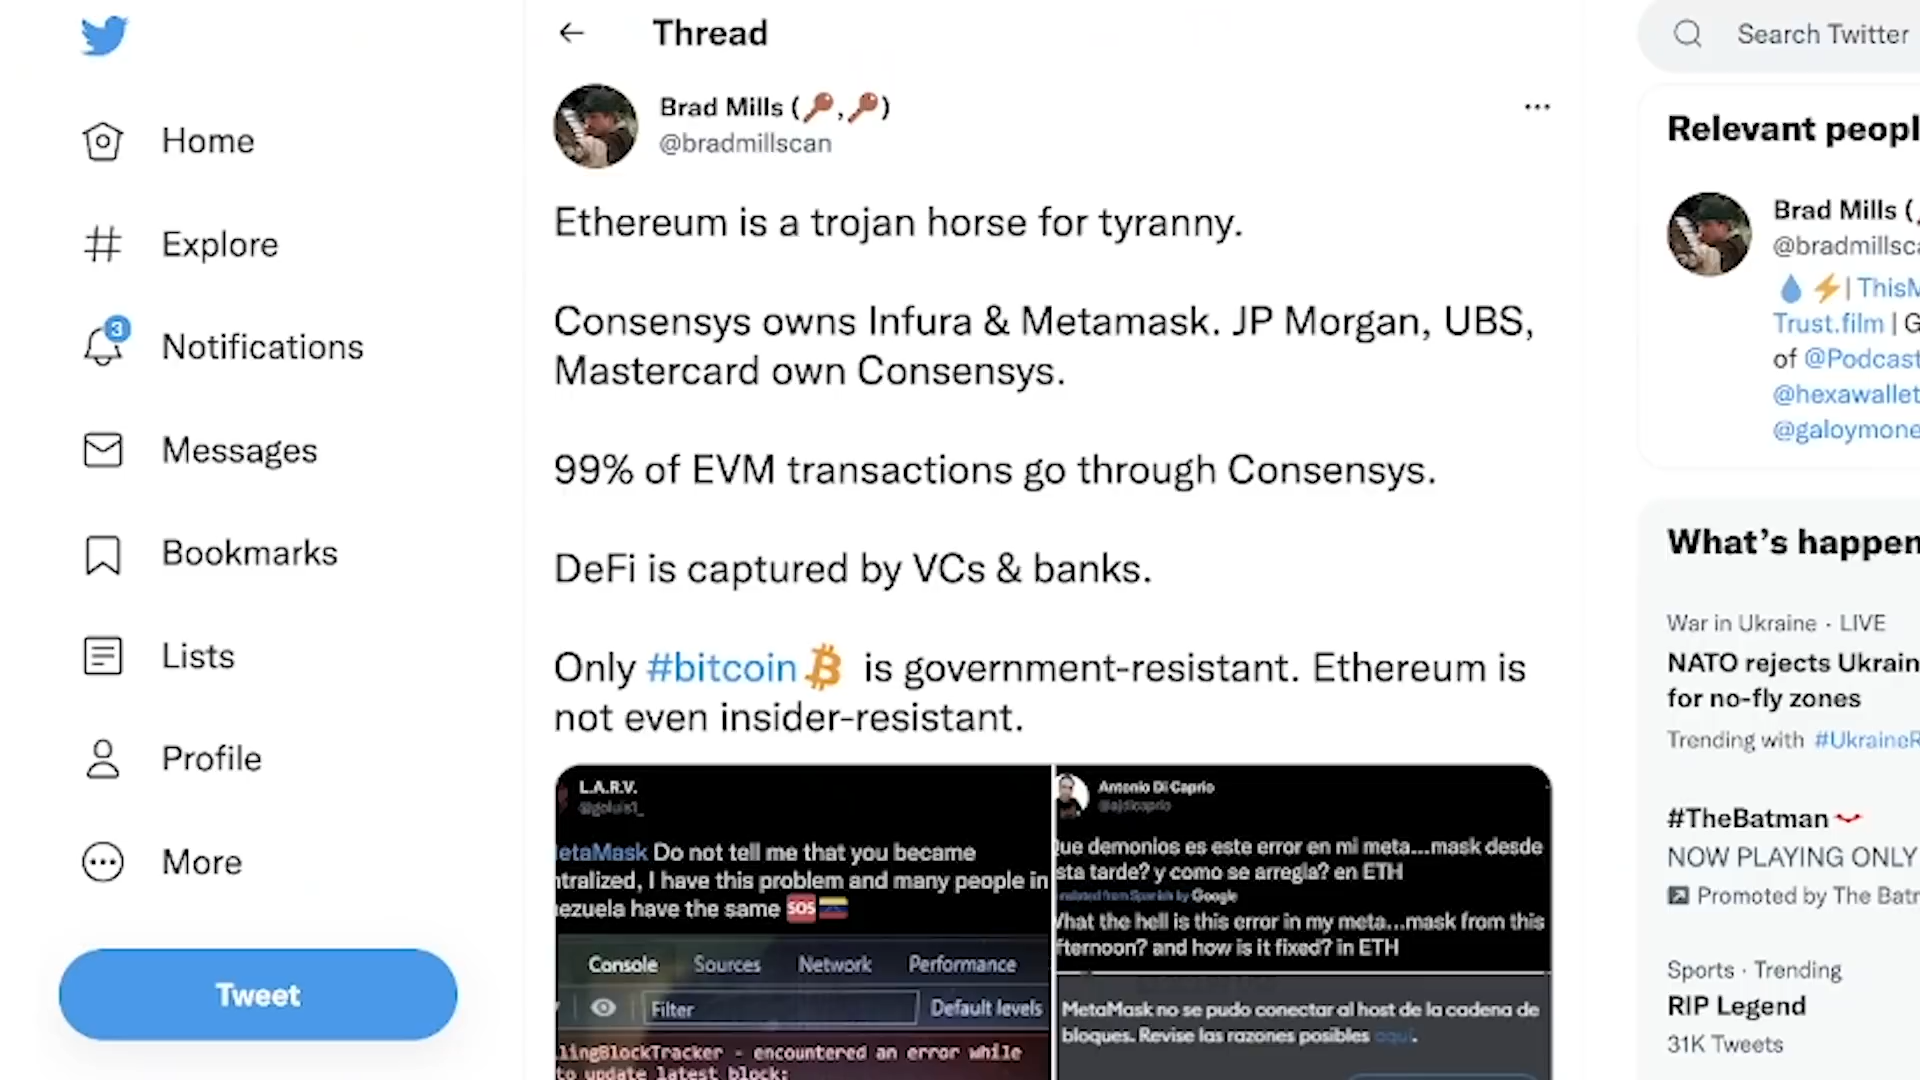 Thread
Search Twitter
Home
Explore
3
Notifications
Messages
Bookmarks
Lists
Profile
More
Tweet
Brad Mills (🔑,🔑)
@bradmillscan
Ethereum is a trojan horse for tyranny.
Consensys owns Infura & Metamask. JP Morgan, UBS,
Mastercard own Consensys.
99% of EVM transactions go through Consensys.
DeFi is captured by VCs & banks.
Only #bitcoin is government-resistant. Ethereum is
not even insider-resistant.
L.A.R.V.
@goluis1_
etaMask Do not tell me that you became
ntralized, I have this problem and many people in
ezuela have the same SOS
Console Sources Network Performance
Filter Default levels
llingBlockTracker - encountered an error while
to update latest block:
Antonio Di Caprio
@ajdicaprio
ue demonios es este error en mi meta...mask desde
sta tarde? y como se arregla? en ETH
nslated from Spanish by Google
What the hell is this error in my meta...mask from this
fternoon? and how is it fixed? in ETH
MetaMask no se pudo conectar al host de la cadena de
bloques. Revise las razones posibles aquí.
Relevant peopl
Brad Mills (
@bradmillsca
| ThisM
Trust.film | G
of @Podcast
@hexawallet
@galoymone
What's happen
War in Ukraine · LIVE
NATO rejects Ukrain
for no-fly zones
Trending with #UkraineR
#TheBatman
NOW PLAYING ONLY
Promoted by The Batr
Sports · Trending
RIP Legend
31K Tweets